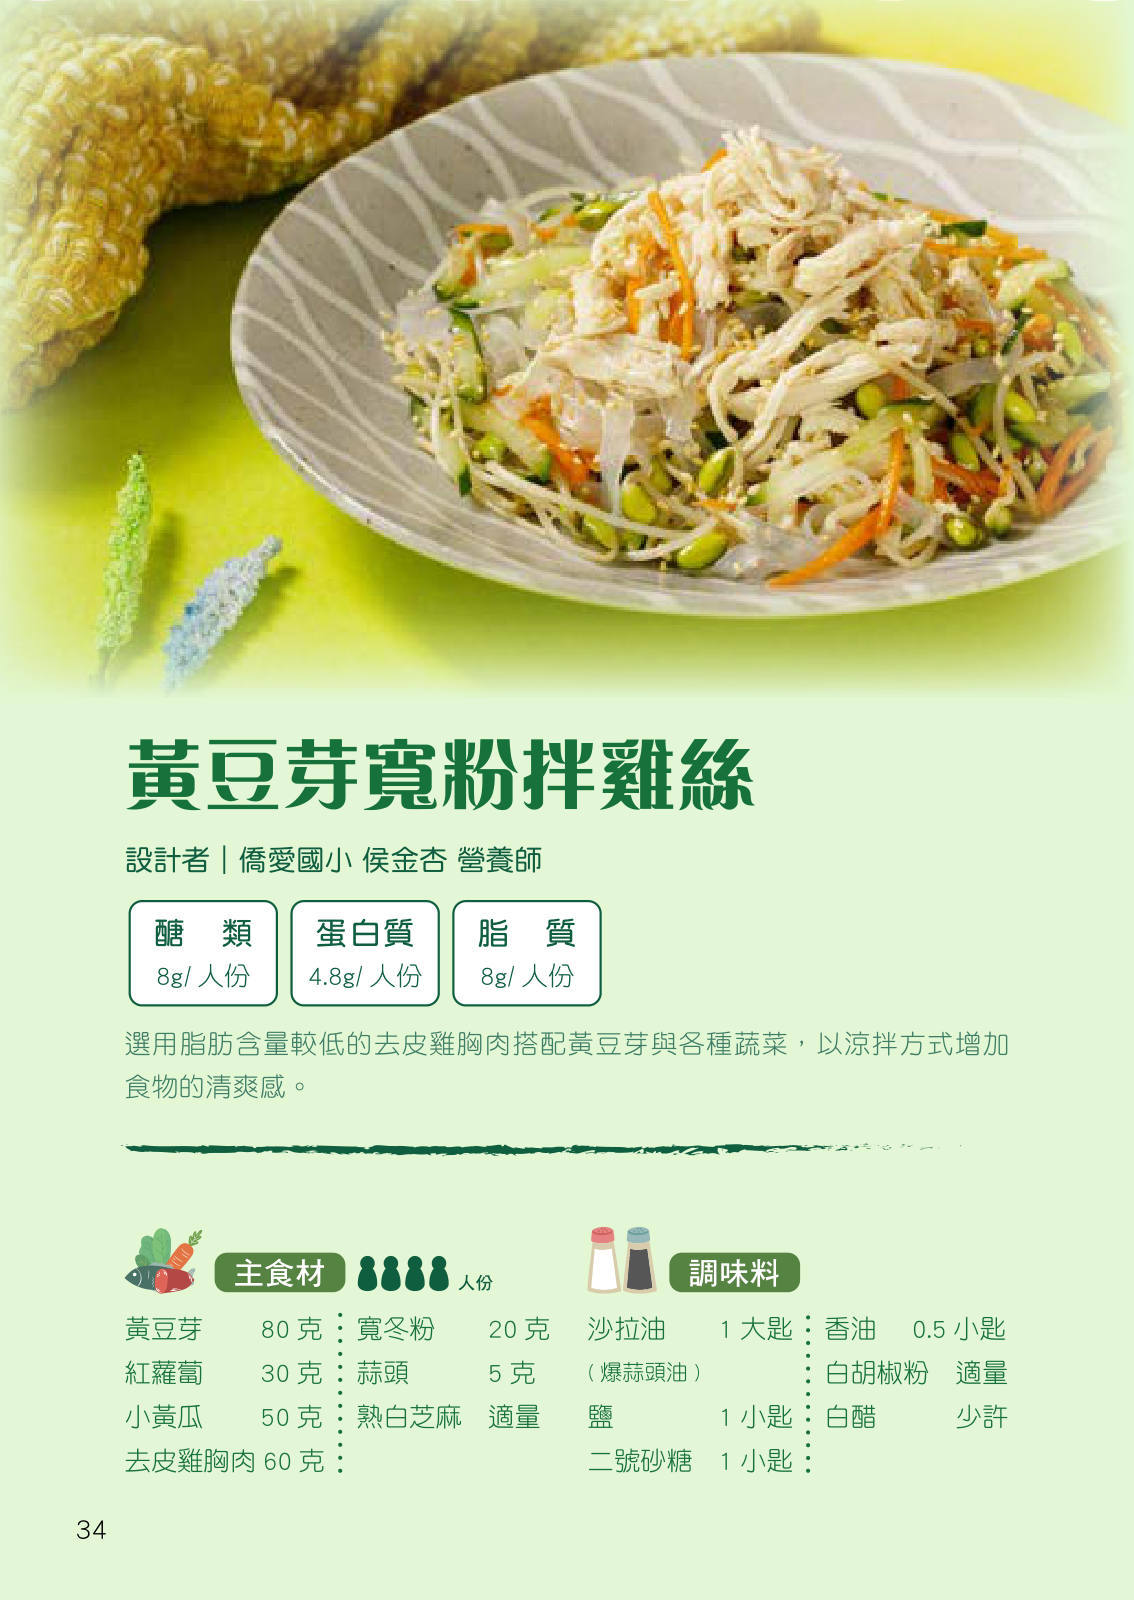 黃豆芽寬粉拌雞絲
設計者｜僑愛國小 侯金杏 營養師
醣 類
8g/ 人份
蛋白質
4.8g/ 人份
脂 質
8g/ 人份
選用脂肪含量較低的去皮雞胸肉搭配黃豆芽與各種蔬菜，以涼拌方式增加
食物的清爽感。
主食材
人份
黃豆芽 80 克
紅蘿蔔 30 克
小黃瓜 50 克
去皮雞胸肉 60 克
寬冬粉 20 克
蒜頭 5 克
熟白芝麻 適量
調味料
沙拉油 1 大匙
（爆蒜頭油）
鹽 1 小匙
二號砂糖 1 小匙
香油 0.5 小匙
白胡椒粉 適量
白醋 少許
34